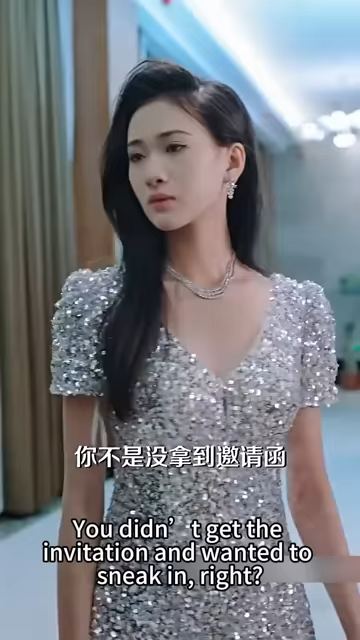 你不是没拿到邀请函
You didn't get the
invitation and wanted to
sneak in, right?